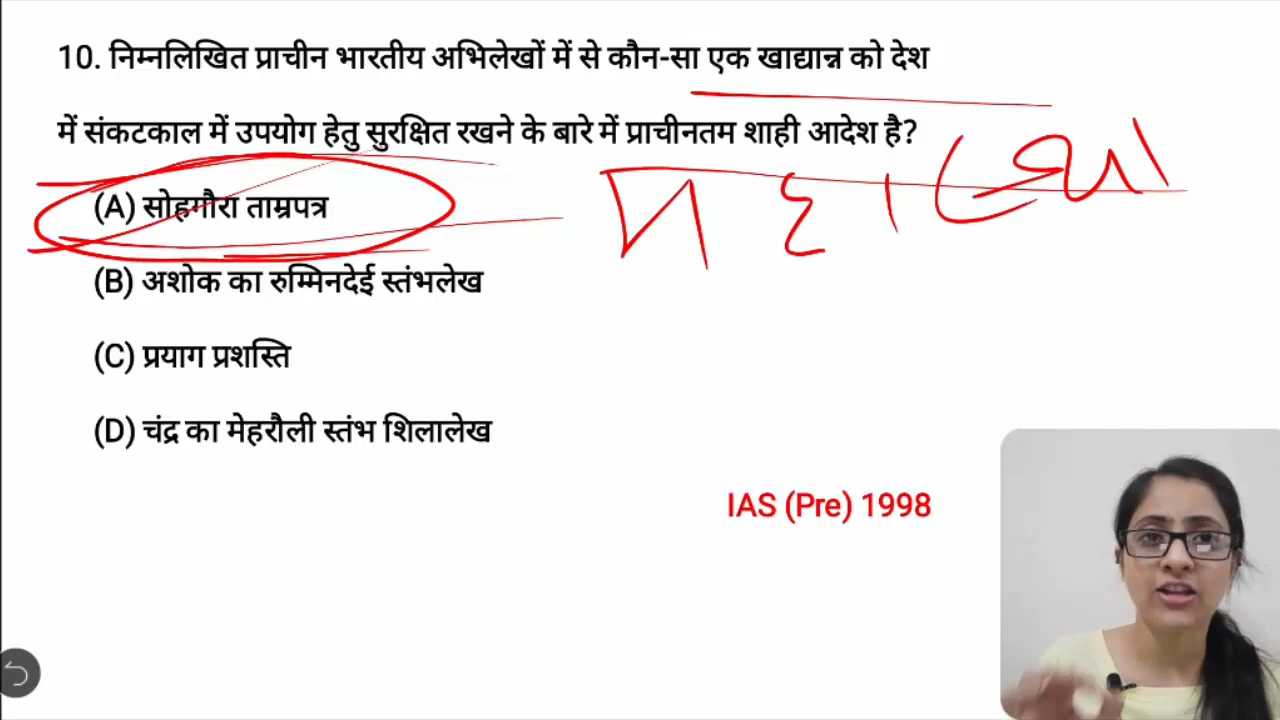 10. निम्नलिखित प्राचीन भारतीय अभिलेखों में से कौन-सा एक खाद्यान्न को देश
में संकटकाल में उपयोग हेतु सुरक्षित रखने के बारे में प्राचीनतम शाही आदेश है?
(A) सोहगौरा ताम्रपत्र
(B) अशोक का रुम्मिनदेई स्तंभलेख
(C) प्रयाग प्रशस्ति
(D) चंद्र का मेहरौली स्तंभ शिलालेख
IAS (Pre) 1998